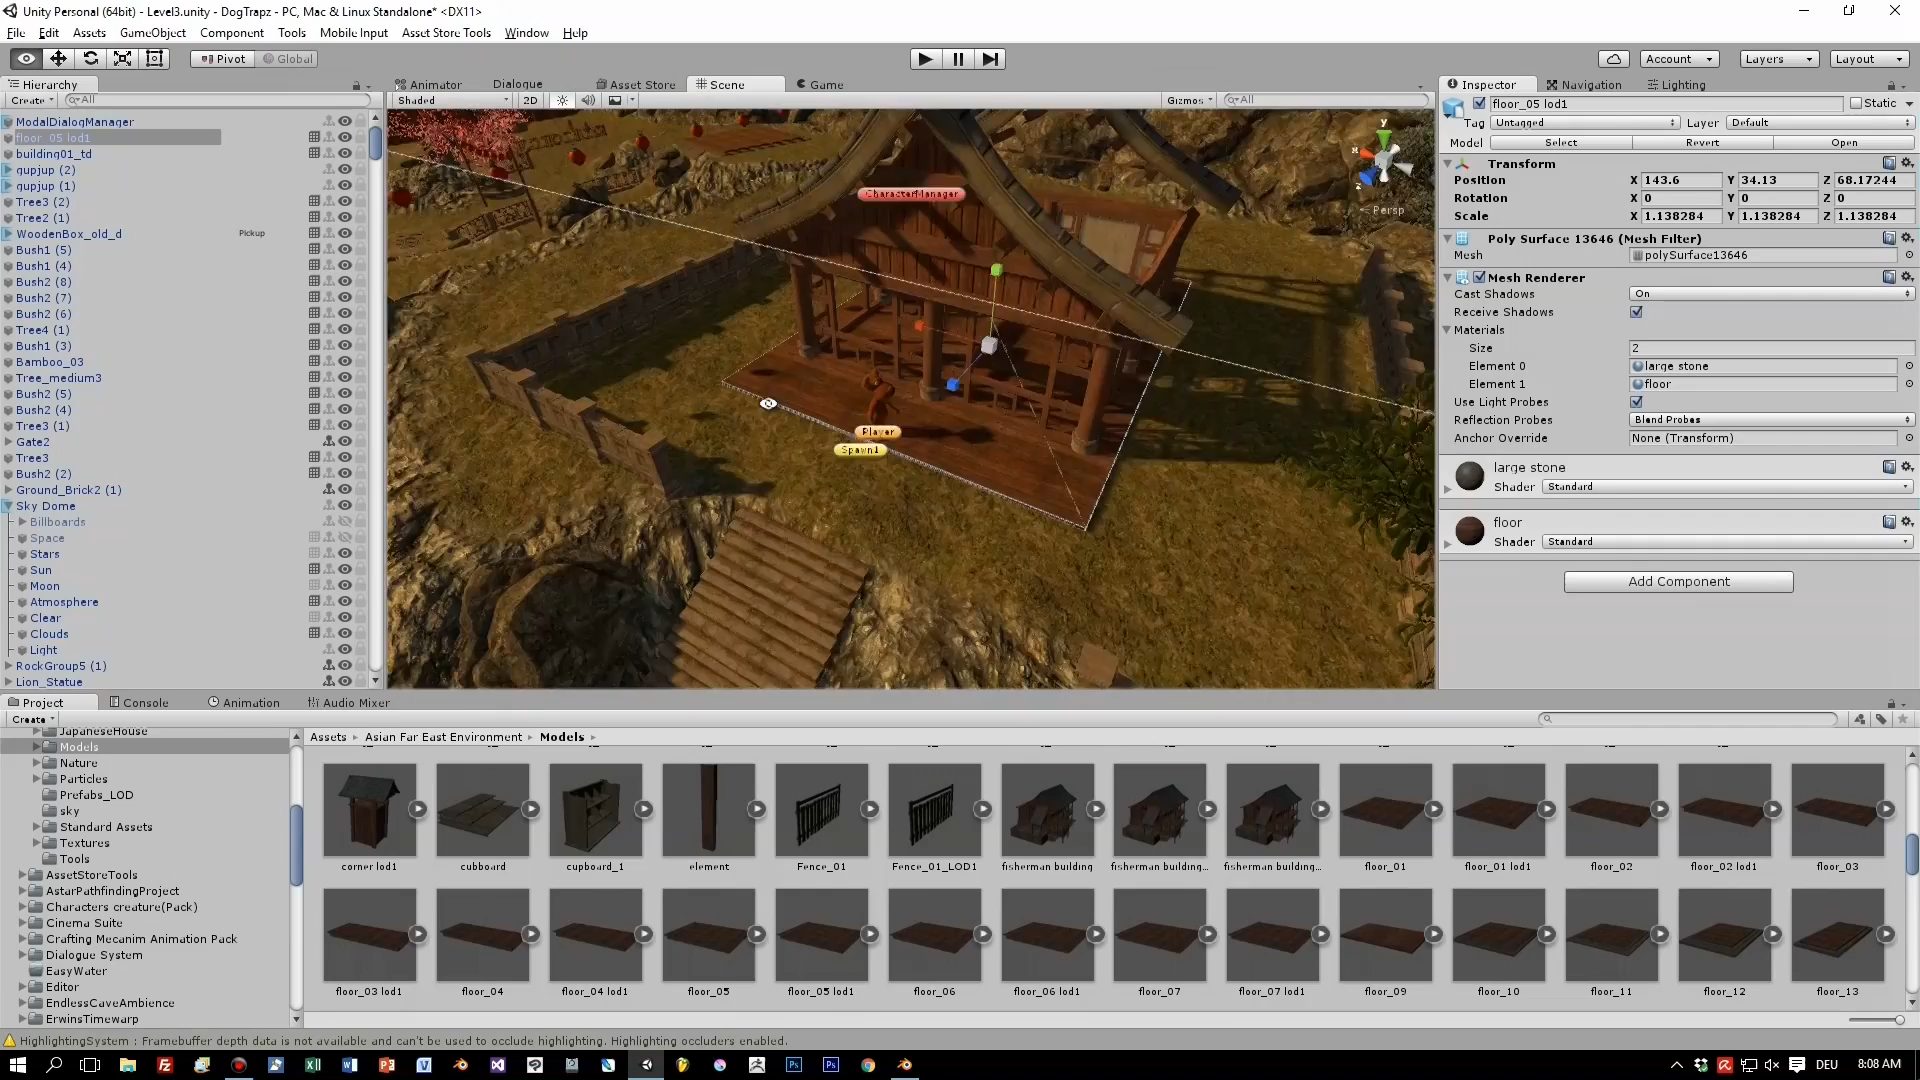 Unity Personal (64bit) - Level3.unity - DogTrapz - PC, Mac & Linux Standalone* <DX11>
File Edit Assets GameObject Component Tools Mobile Input Asset Store Tools Window Help
Pivot Global Account Layers Layout
Hierarchy Animator Dialogue Asset Store Scene Game Inspector Navigation Lighting
Create All Shaded 2D Gizmos All
floor_05 lod1 Static
Tag Untagged Layer Default
Model Select Revert Open
Transform
Position X 143.6 Y 34.13 Z 68.17244
Rotation X 0 Y 0 Z 0
Scale X 1.138284 Y 1.138284 Z 1.138284
Poly Surface 13646 (Mesh Filter)
Mesh polySurface13646
Mesh Renderer
Cast Shadows On
Receive Shadows
Materials
Size 2
Element 0 large stone
Element 1 floor
Use Light Probes
Reflection Probes Blend Probes
Anchor Override None (Transform)
large stone
Shader Standard
floor
Shader Standard
Add Component
ModalDialogManager
floor_05 lod1
building01_td
gupjup (2)
gupjup (1)
Tree3 (2)
Tree2 (1)
WoodenBox_old_d Pickup
Bush1 (5)
Bush1 (4)
Bush2 (8)
Bush2 (7)
Bush2 (6)
Tree4 (1)
Bush1 (3)
Bamboo_03
Tree_medium3
Bush2 (5)
Bush2 (4)
Tree3 (1)
Gate2
Tree3
Bush2 (2)
Ground_Brick2 (1)
Sky Dome
Billboards
Space
Stars
Sun
Moon
Atmosphere
Clear
Clouds
Light
RockGroup5 (1)
Lion_Statue
y
x
z
Persp
CharacterManager
Player
Spawn1
Project Console Animation Audio Mixer
Create
JapaneseHouse
Models
Nature
Particles
Prefabs_LOD
sky
Standard Assets
Textures
Tools
AssetStoreTools
AstarPathfindingProject
Characters creature(Pack)
Cinema Suite
Crafting Mecanim Animation Pack
Dialogue System
EasyWater
Editor
EndlessCaveAmbience
ErwinsTimewarp
Assets Asian Far East Environment Models
corner lod1 cubboard cupboard_1 element Fence_01 Fence_01_LOD1 fisherman building fisherman building... fisherman building... floor_01 floor_01 lod1 floor_02 floor_02 lod1 floor_03
floor_03 lod1 floor_04 floor_04 lod1 floor_05 floor_05 lod1 floor_06 floor_06 lod1 floor_07 floor_07 lod1 floor_09 floor_10 floor_11 floor_12 floor_13
HighlightingSystem : Framebuffer depth data is not available and can't be used to occlude highlighting. Highlighting occluders enabled.
DEU 8:08 AM